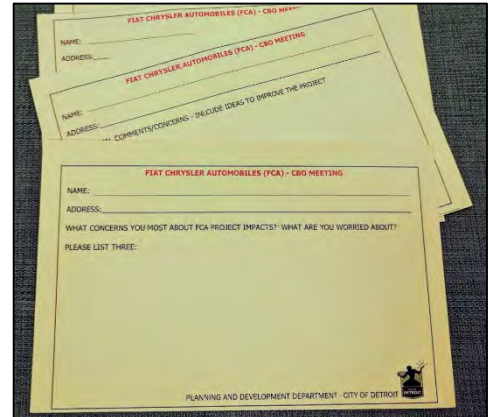 FIAT CHRYSLER AUTOMOBILES (FCA) - CBO MEETING
NAME:
ADDRESS:
FIAT CHRYSLER AUTOMOBILES (FCA) - CBO MEETING
NAME:
ADDRESS:
COMMENTS/CONCERNS - INLCUDE IDEAS TO IMPROVE THE PROJECT
FIAT CHRYSLER AUTOMOBILES (FCA) - CBO MEETING
NAME:
ADDRESS:
WHAT CONCERNS YOU MOST ABOUT FCA PROJECT IMPACTS? WHAT ARE YOU WORRIED ABOUT?
PLEASE LIST THREE:
PLANNING AND DEVELOPMENT DEPARTMENT - CITY OF DETROIT
DETROIT